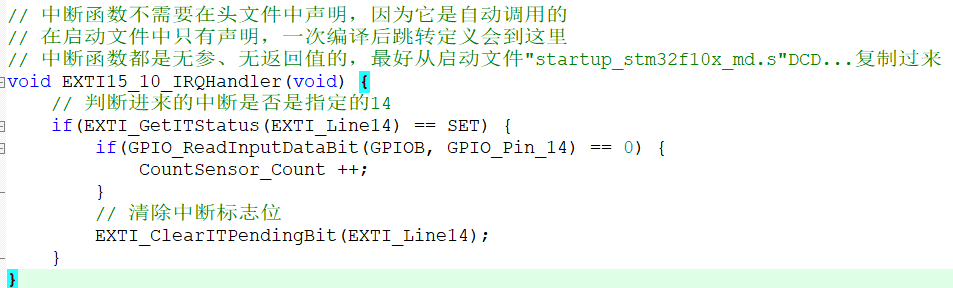 // 中断函数不需要在头文件中声明，因为它是自动调用的
// 在启动文件中只有声明，一次编译后跳转定义会到这里
// 中断函数都是无参、无返回值的，最好从启动文件"startup_stm32f10x_md.s"DCD...复制过来
void EXTI15_10_IRQHandler(void) {
// 判断进来的中断是否是指定的14
if(EXTI_GetITStatus(EXTI_Line14) == SET) {
if(GPIO_ReadInputDataBit(GPIOB, GPIO_Pin_14) == 0) {
CountSensor_Count ++;
}
// 清除中断标志位
EXTI_ClearITPendingBit(EXTI_Line14);
}
}